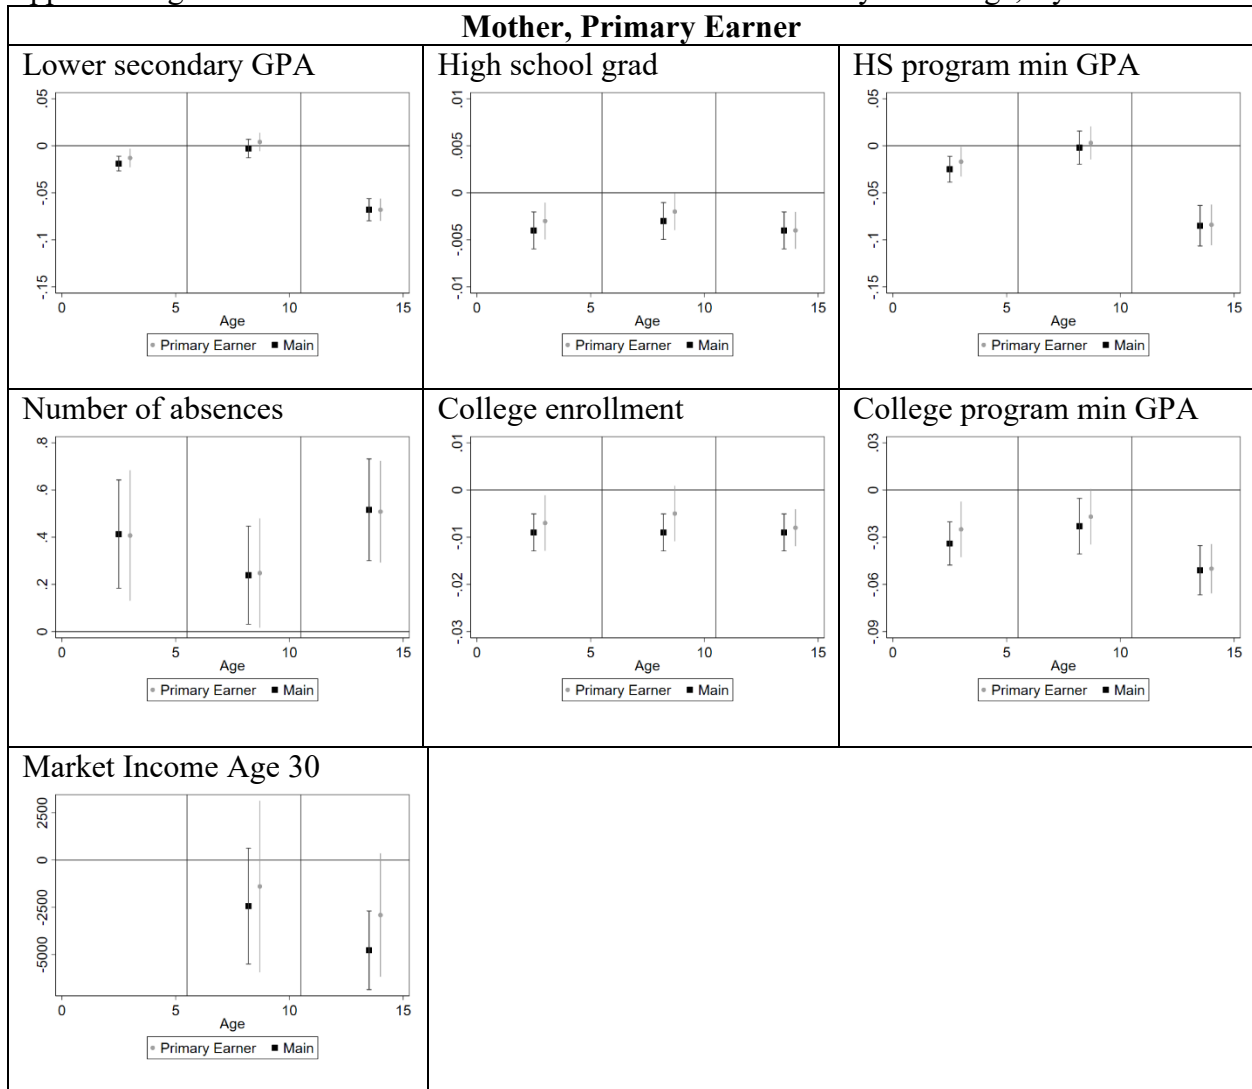 Mother, Primary Earner
Lower secondary GPA
.05
0
-.05
-.1
-.15
0 5 10 15
Age
Primary Earner Main
High school grad
.01
.005
0
-.005
-.01
0 5 10 15
Age
Primary Earner Main
HS program min GPA
.05
0
-.05
-.1
-.15
0 5 10 15
Age
Primary Earner Main
Number of absences
.8
.6
.4
.2
0
0 5 10 15
Age
Primary Earner Main
College enrollment
.01
0
-.01
-.02
-.03
0 5 10 15
Age
Primary Earner Main
College program min GPA
.03
0
-.03
-.06
-.09
0 5 10 15
Age
Primary Earner Main
Market Income Age 30
2500
0
-2500
-5000
0 5 10 15
Age
Primary Earner Main